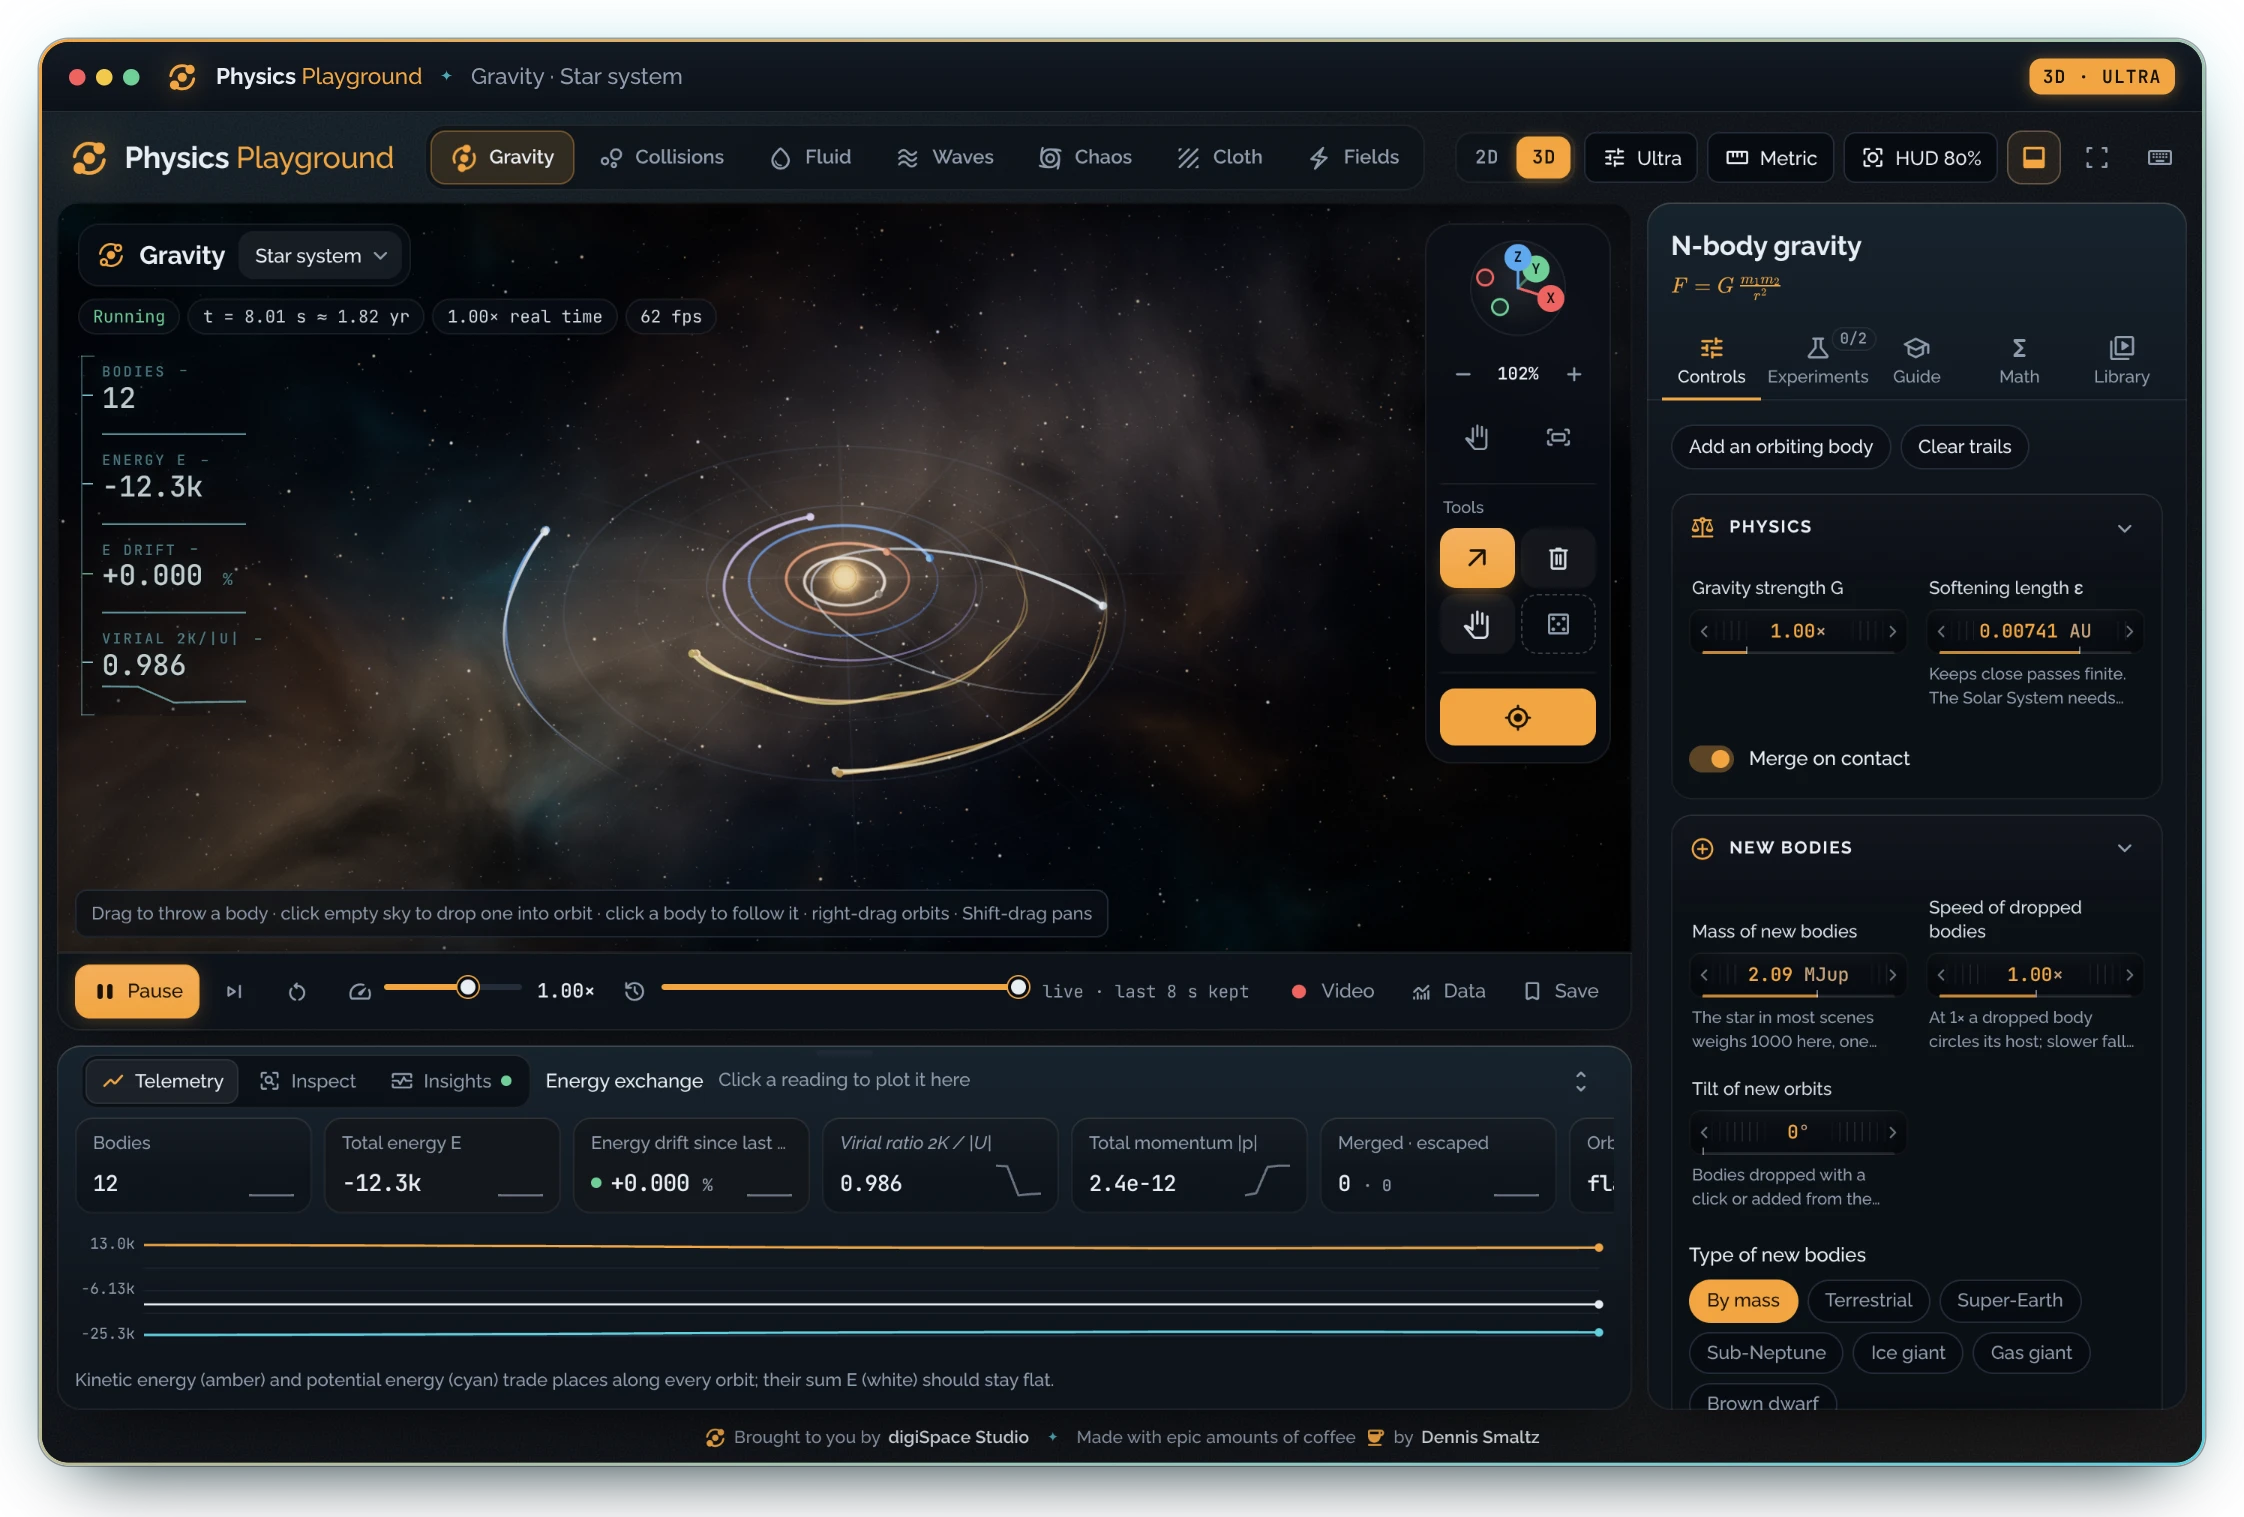 Physics Playground ✦ Gravity · Star system
3D · ULTRA
Physics Playground
Gravity
Collisions
Fluid
Waves
Chaos
Cloth
Fields
2D
3D
Ultra
Metric
HUD 80%
Gravity
Star system
Running
t = 8.01 s ≈ 1.82 yr
1.00× real time
62 fps
BODIES –
12
ENERGY E –
-12.3k
E DRIFT –
+0.000 %
VIRIAL 2K/|U| –
0.986
Z
Y
X
− 102% +
Tools
Drag to throw a body · click empty sky to drop one into orbit · click a body to follow it · right-drag orbits · Shift-drag pans
Pause
1.00×
live · last 8 s kept
Video
Data
Save
Telemetry
Inspect
Insights
Energy exchange
Click a reading to plot it here
Bodies
12
Total energy E
-12.3k
Energy drift since last …
+0.000 %
Virial ratio 2K / |U|
0.986
Total momentum |p|
2.4e-12
Merged · escaped
0 · 0
Orb
fla
13.0k
-6.13k
-25.3k
Kinetic energy (amber) and potential energy (cyan) trade places along every orbit; their sum E (white) should stay flat.
N-body gravity
F = G m₁m₂ / r²
Controls
Experiments
0/2
Guide
Math
Library
Add an orbiting body
Clear trails
PHYSICS
Gravity strength G
1.00×
Softening length ε
0.00741 AU
Keeps close passes finite.
The Solar System needs…
Merge on contact
NEW BODIES
Mass of new bodies
2.09 MJup
The star in most scenes
weighs 1000 here, one…
Speed of dropped
bodies
1.00×
At 1× a dropped body
circles its host; slower fall…
Tilt of new orbits
0°
Bodies dropped with a
click or added from the…
Type of new bodies
By mass
Terrestrial
Super-Earth
Sub-Neptune
Ice giant
Gas giant
Brown dwarf
Brought to you by digiSpace Studio ✦ Made with epic amounts of coffee by Dennis Smaltz